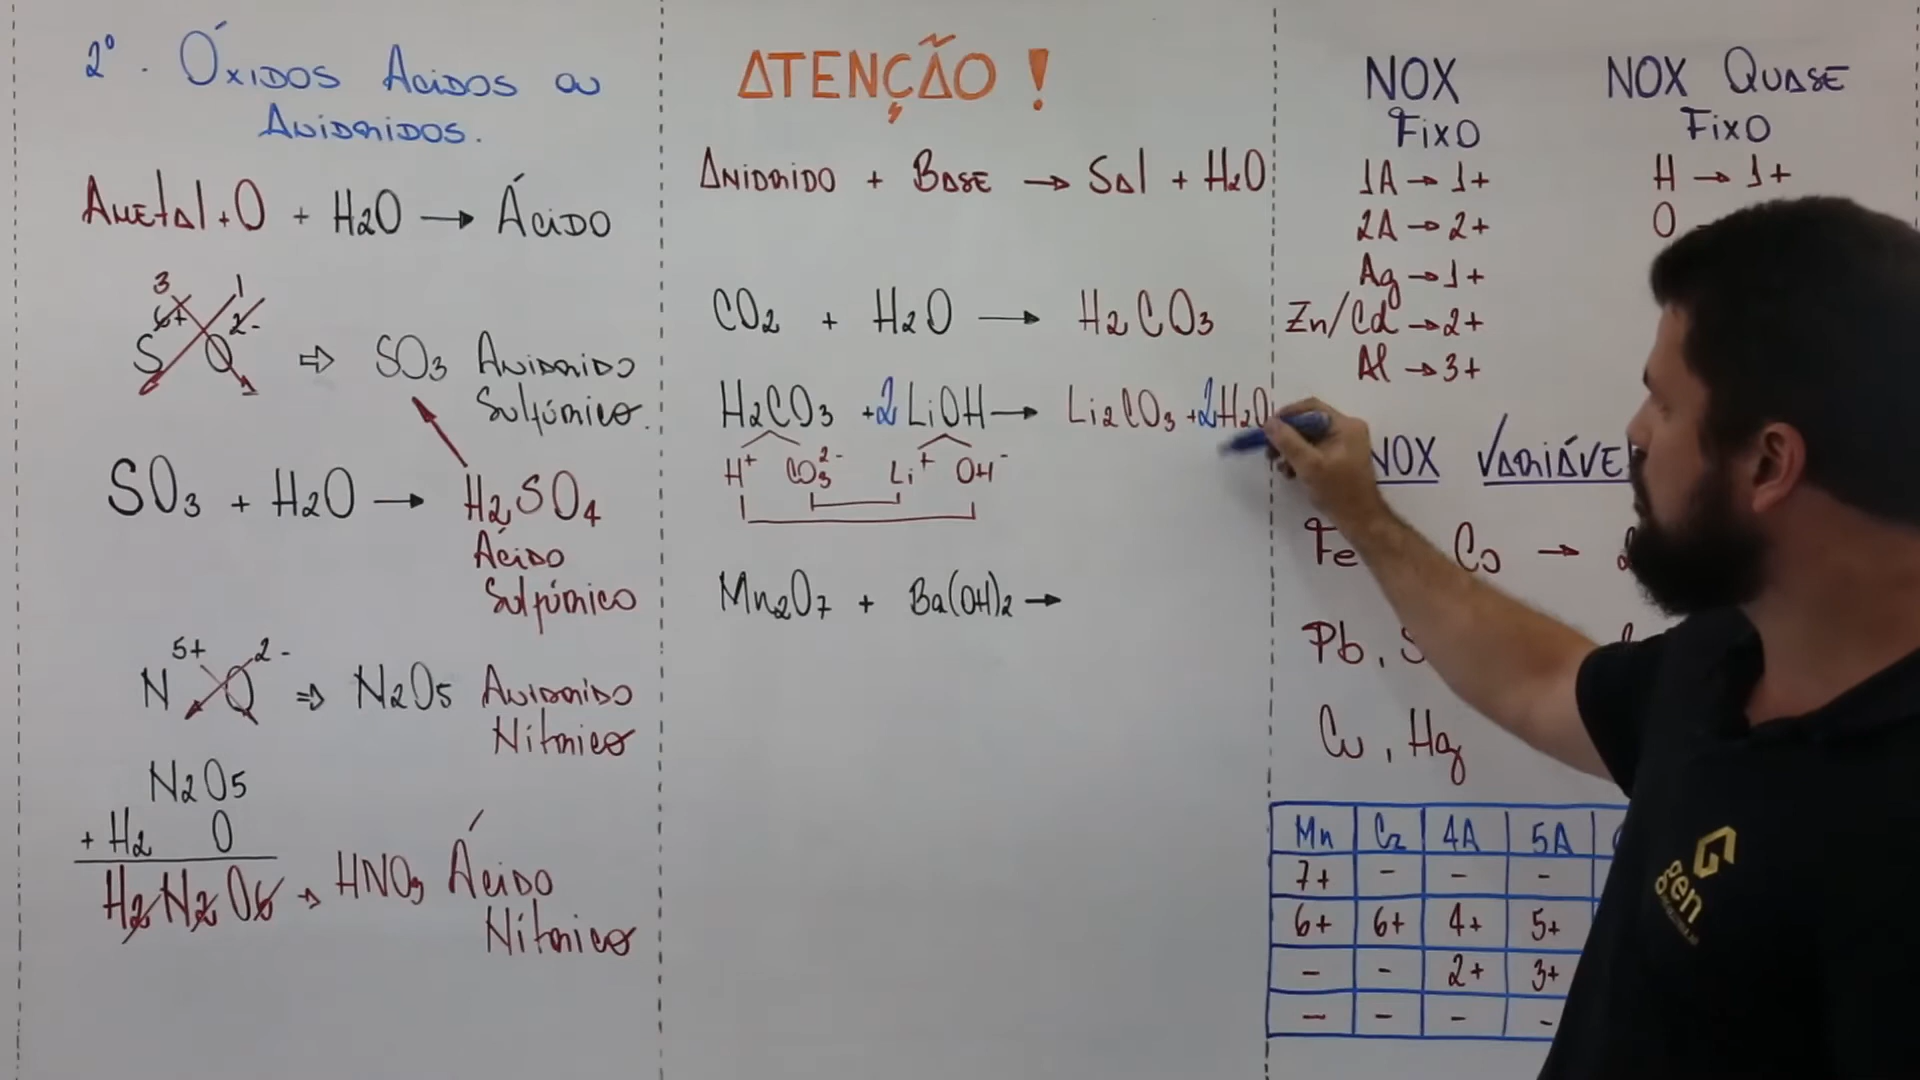 2º. Óxidos Ácidos ou
Anidridos.
Ametal + O + H2O → Ácido
3 1
6+ 2-
S O ⇒ SO3 Anidrido
Sulfúrico.
SO3 + H2O → H2SO4
Ácido
Sulfúrico
5+ 2-
N O ⇒ N2O5 Anidrido
Nítrico
N2O5
+ H2 O
H2N2O6 → HNO3 Ácido
Nítrico
ATENÇÃO!
Anidrido + Base → Sal + H2O
CO2 + H2O → H2CO3
H2CO3 + 2 LiOH → Li2CO3 + 2H2O
H+ CO3 2- Li+ OH-
Mn2O7 + Ba(OH)2 →
NOX
Fixo
1A → 1+
2A → 2+
Ag → 1+
Zn/Cd → 2+
Al → 3+
NOX Quase
Fixo
H → 1+
O
NOX Variáve
Fe Co →
Pb,
Cu, Hg
Mn Cr 4A 5A
7+ - - -
6+ 6+ 4+ 5+
- - 2+ 3+
- - - -
gen